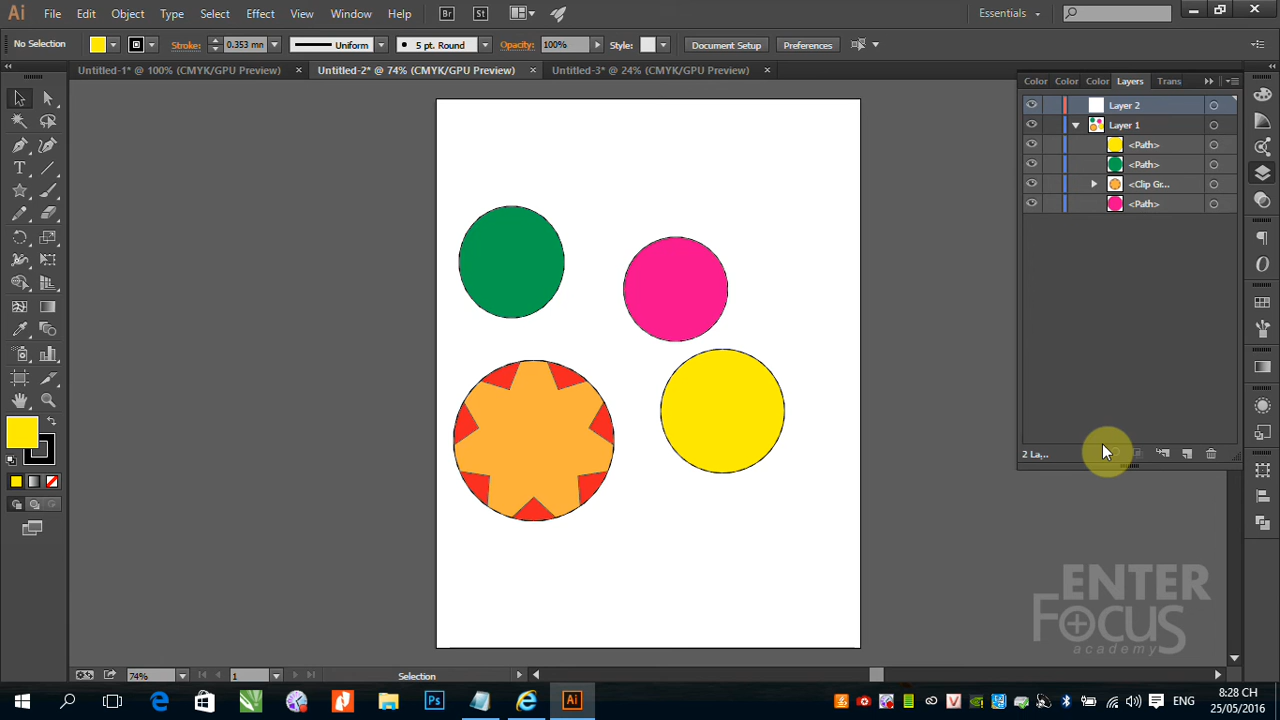 Ai File Edit Object Type Select Effect View Window Help Br St Essentials
No Selection Stroke: 0.353 mn Uniform 5 pt. Round Opacity: 100% Style: Document Setup Preferences
Untitled-1* @ 100% (CMYK/GPU Preview) × Untitled-2* @ 74% (CMYK/GPU Preview) × Untitled-3* @ 24% (CMYK/GPU Preview) ×
Color Color Color Layers Trans
Layer 2
Layer 1
<Path>
<Path>
<Clip Gr...
<Path>
2 La...
ENTER
FOCUS
academy
74% 1 Selection
Ps Ai ENG 8:28 CH
25/05/2016